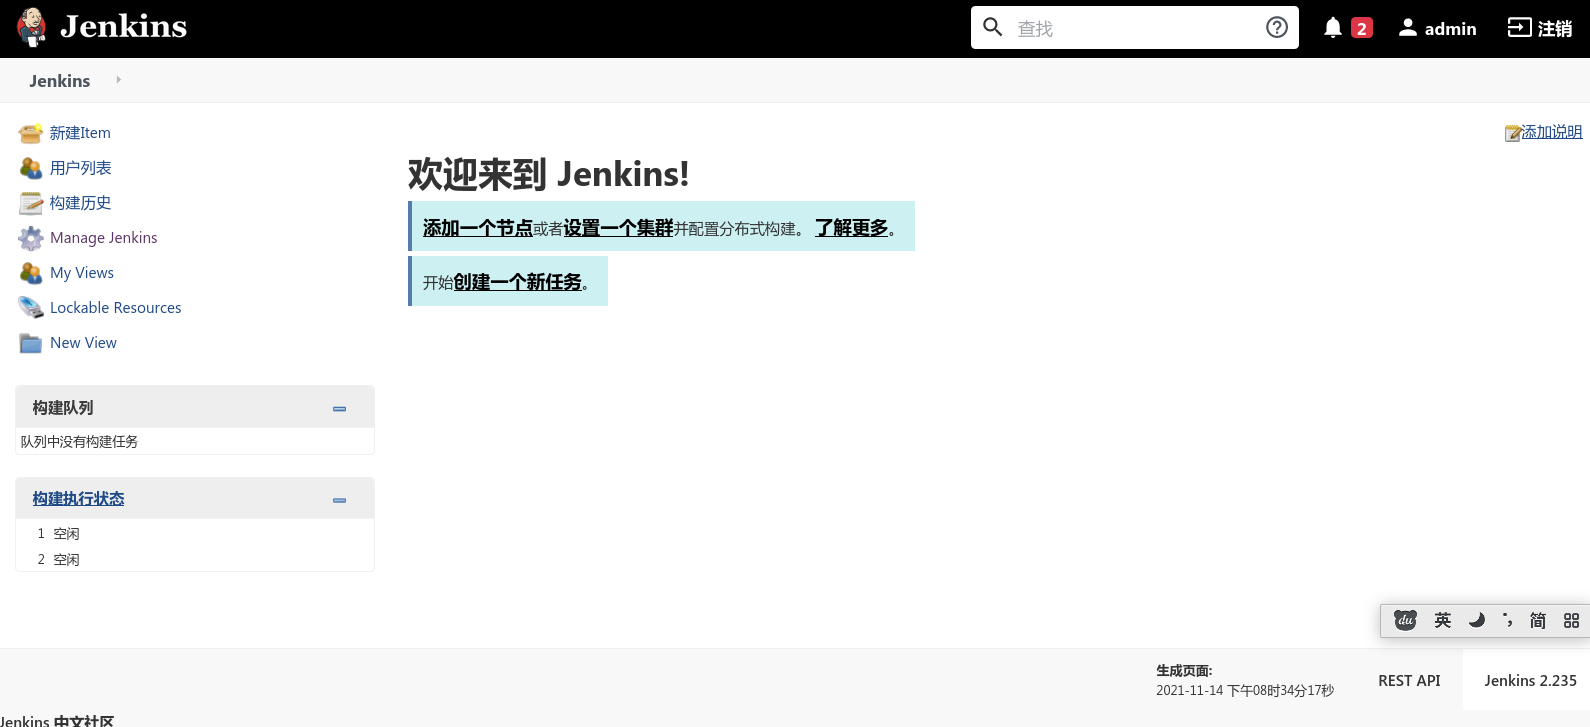 Jenkins
查找
2
admin
注销
Jenkins
新建Item
用户列表
构建历史
Manage Jenkins
My Views
Lockable Resources
New View
构建队列
队列中没有构建任务
构建执行状态
1 空闲
2 空闲
添加说明
欢迎来到 Jenkins!
添加一个节点或者设置一个集群并配置分布式构建。 了解更多。
开始创建一个新任务。
du 英 简
生成页面:
2021-11-14 下午08时34分17秒
REST API
Jenkins 2.235
Jenkins 中文社区